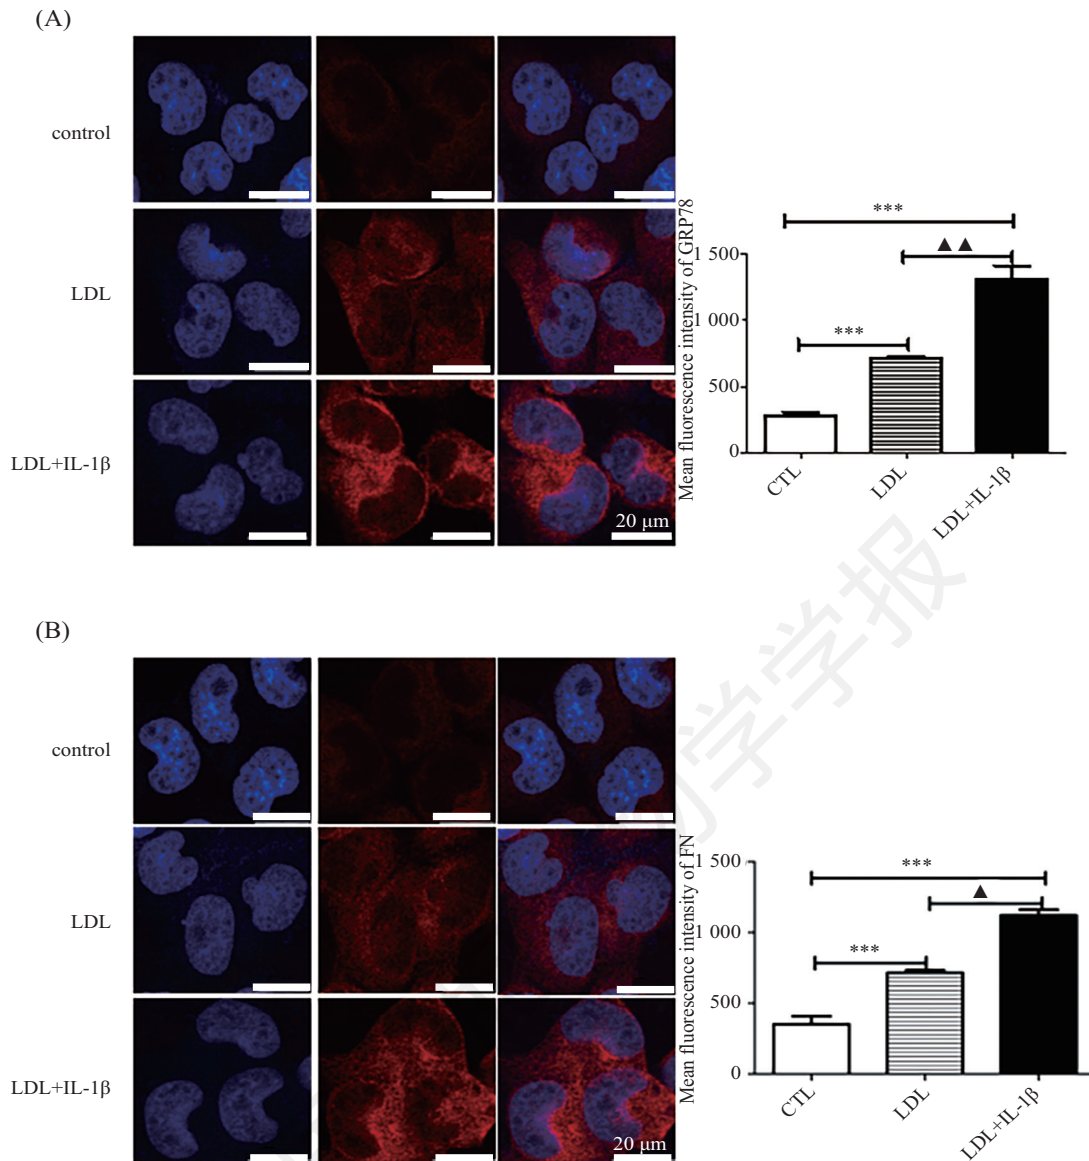 (A)
control
LDL
LDL+IL-1β
20 μm
Mean fluorescence intensity of GRP78
***
▲▲
***
1 500
1 000
500
0
CTL
LDL
LDL+IL-1β
(B)
control
LDL
LDL+IL-1β
20 μm
Mean fluorescence intensity of FN
***
▲
***
1 500
1 000
500
0
CTL
LDL
LDL+IL-1β
学学报